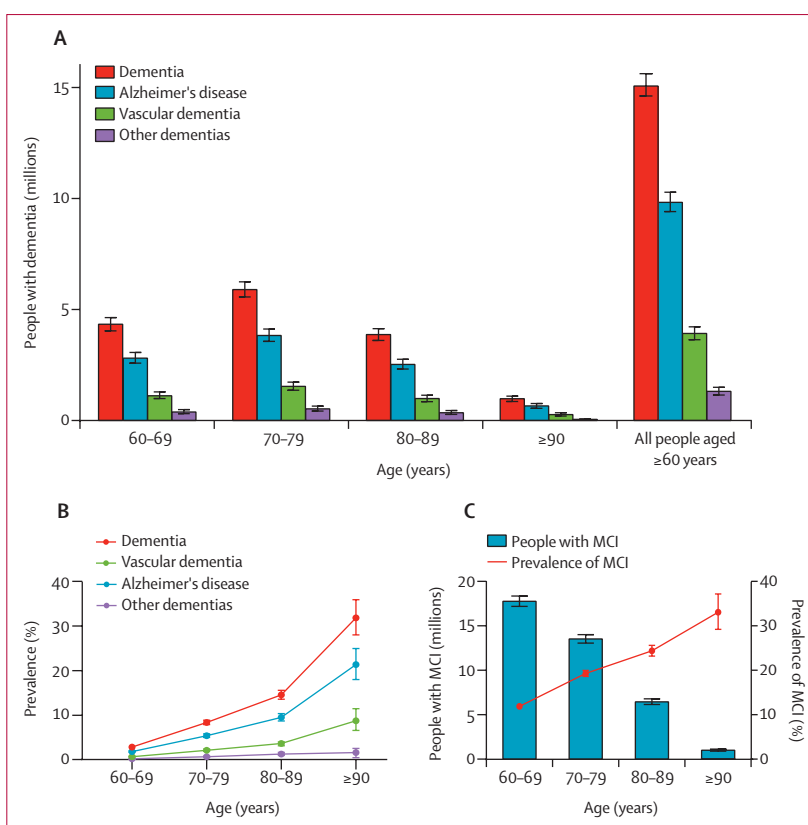 A
Dementia
Alzheimer's disease
Vascular dementia
Other dementias
People with dementia (millions)
15
10
5
0
60–69
70–79
80–89
≥90
All people aged
≥60 years
Age (years)
B
Dementia
Vascular dementia
Alzheimer's disease
Other dementias
Prevalence (%)
40
30
20
10
0
60–69
70–79
80–89
≥90
Age (years)
C
People with MCI
Prevalence of MCI
People with MCI (millions)
20
15
10
5
0
Prevalence of MCI (%)
40
30
20
10
0
60–69
70–79
80–89
≥90
Age (years)